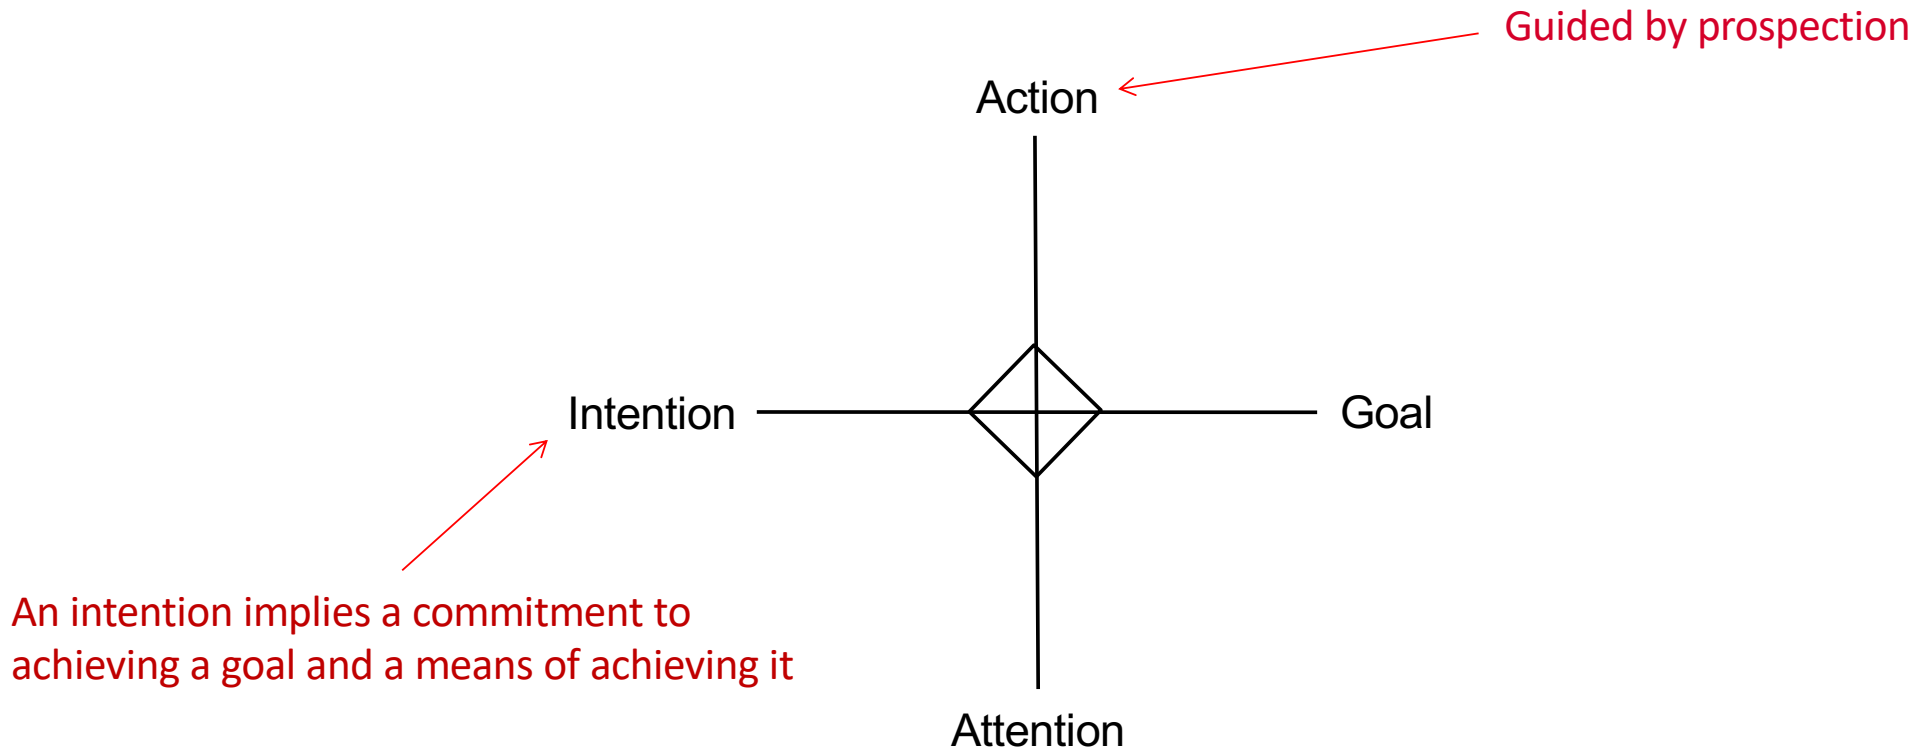 Guided by prospection
Action
Intention
Goal
An intention implies a commitment to
achieving a goal and a means of achieving it
Attention